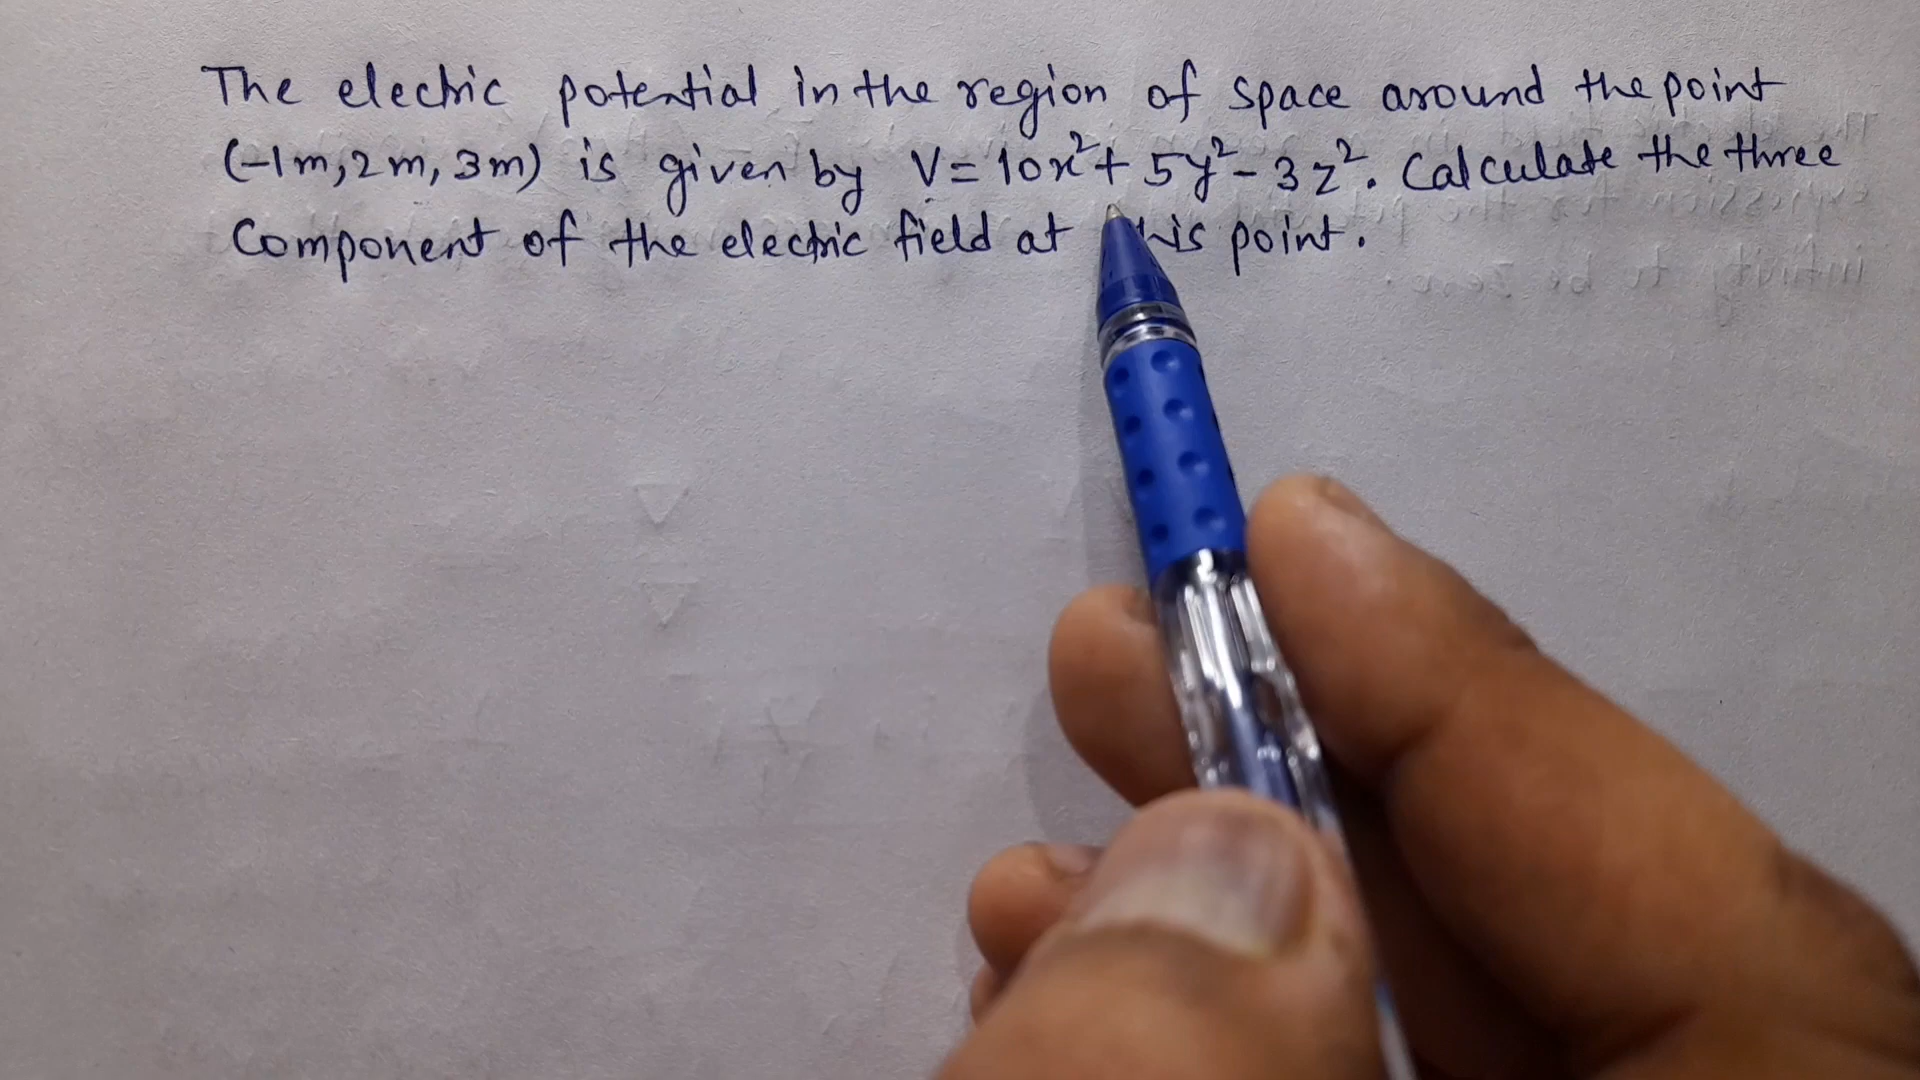 The electric potential in the region of space around the point
(-1m, 2m, 3m) is given by V = 10x² + 5y² - 3z². Calculate the three
Component of the electric field at this point.